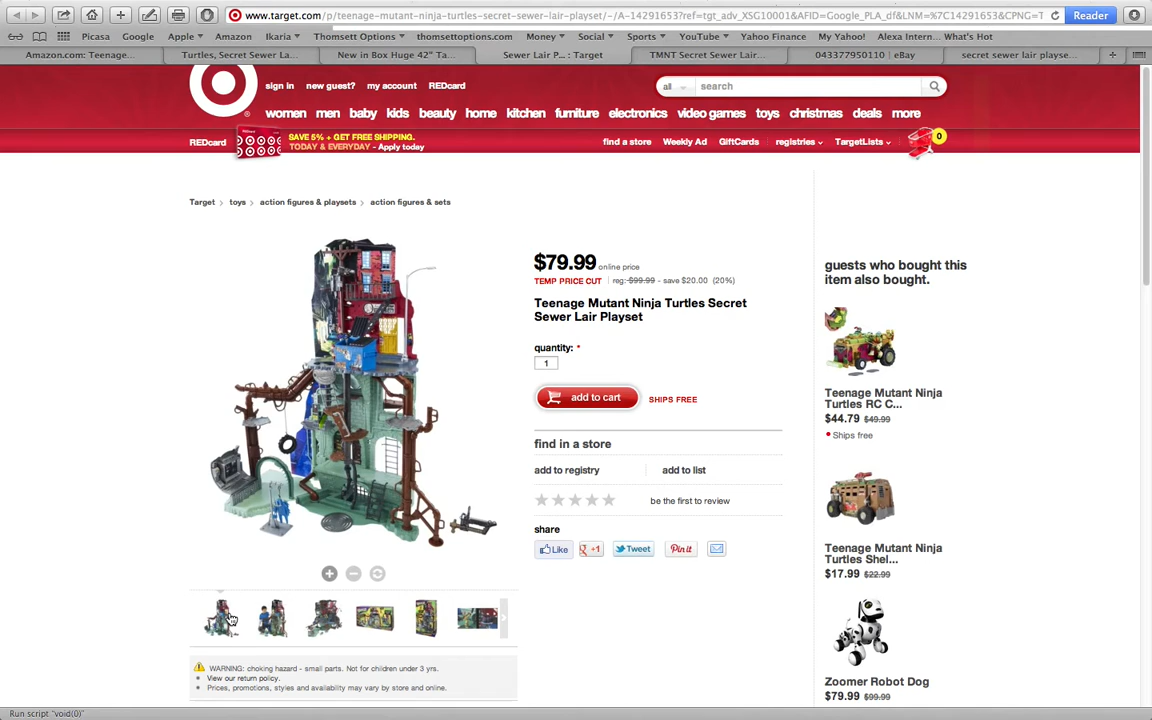 www.target.com/p/teenage-mutant-ninja-turtles-secret-sewer-lair-playset/-/A-14291653?ref=tgt_adv_XSG10001&AFID=Google_PLA_df&LNM=%7C14291653&CPNG=T
Reader
Picasa Google Apple Amazon Ikaria Thomsett Options thomsettoptions.com Money Social Sports YouTube Yahoo Finance My Yahoo! Alexa Intern... What's Hot
Amazon.com: Teenage... Turtles, Secret Sewer La... New in Box Huge 42" Ta... Sewer Lair P... : Target TMNT Secret Sewer Lair... 043377950110 | eBay secret sewer lair playse...
sign in new guest? my account REDcard
all search
women men baby kids beauty home kitchen furniture electronics video games toys christmas deals more
REDcard
SAVE 5% + GET FREE SHIPPING.
TODAY & EVERYDAY - Apply today
find a store Weekly Ad GiftCards registries TargetLists 0
Target > toys > action figures & playsets > action figures & sets
$79.99 online price
TEMP PRICE CUT reg: $99.99 - save $20.00 (20%)
Teenage Mutant Ninja Turtles Secret
Sewer Lair Playset
quantity: *
1
add to cart SHIPS FREE
find in a store
add to registry add to list
be the first to review
share
Like +1 Tweet Pin it
guests who bought this
item also bought.
Teenage Mutant Ninja
Turtles RC C...
$44.79 $49.99
Ships free
Teenage Mutant Ninja
Turtles Shel...
$17.99 $22.99
Zoomer Robot Dog
$79.99 $99.99
WARNING: choking hazard - small parts. Not for children under 3 yrs.
View our return policy.
Prices, promotions, styles and availability may vary by store and online.
Run script "void(0)"